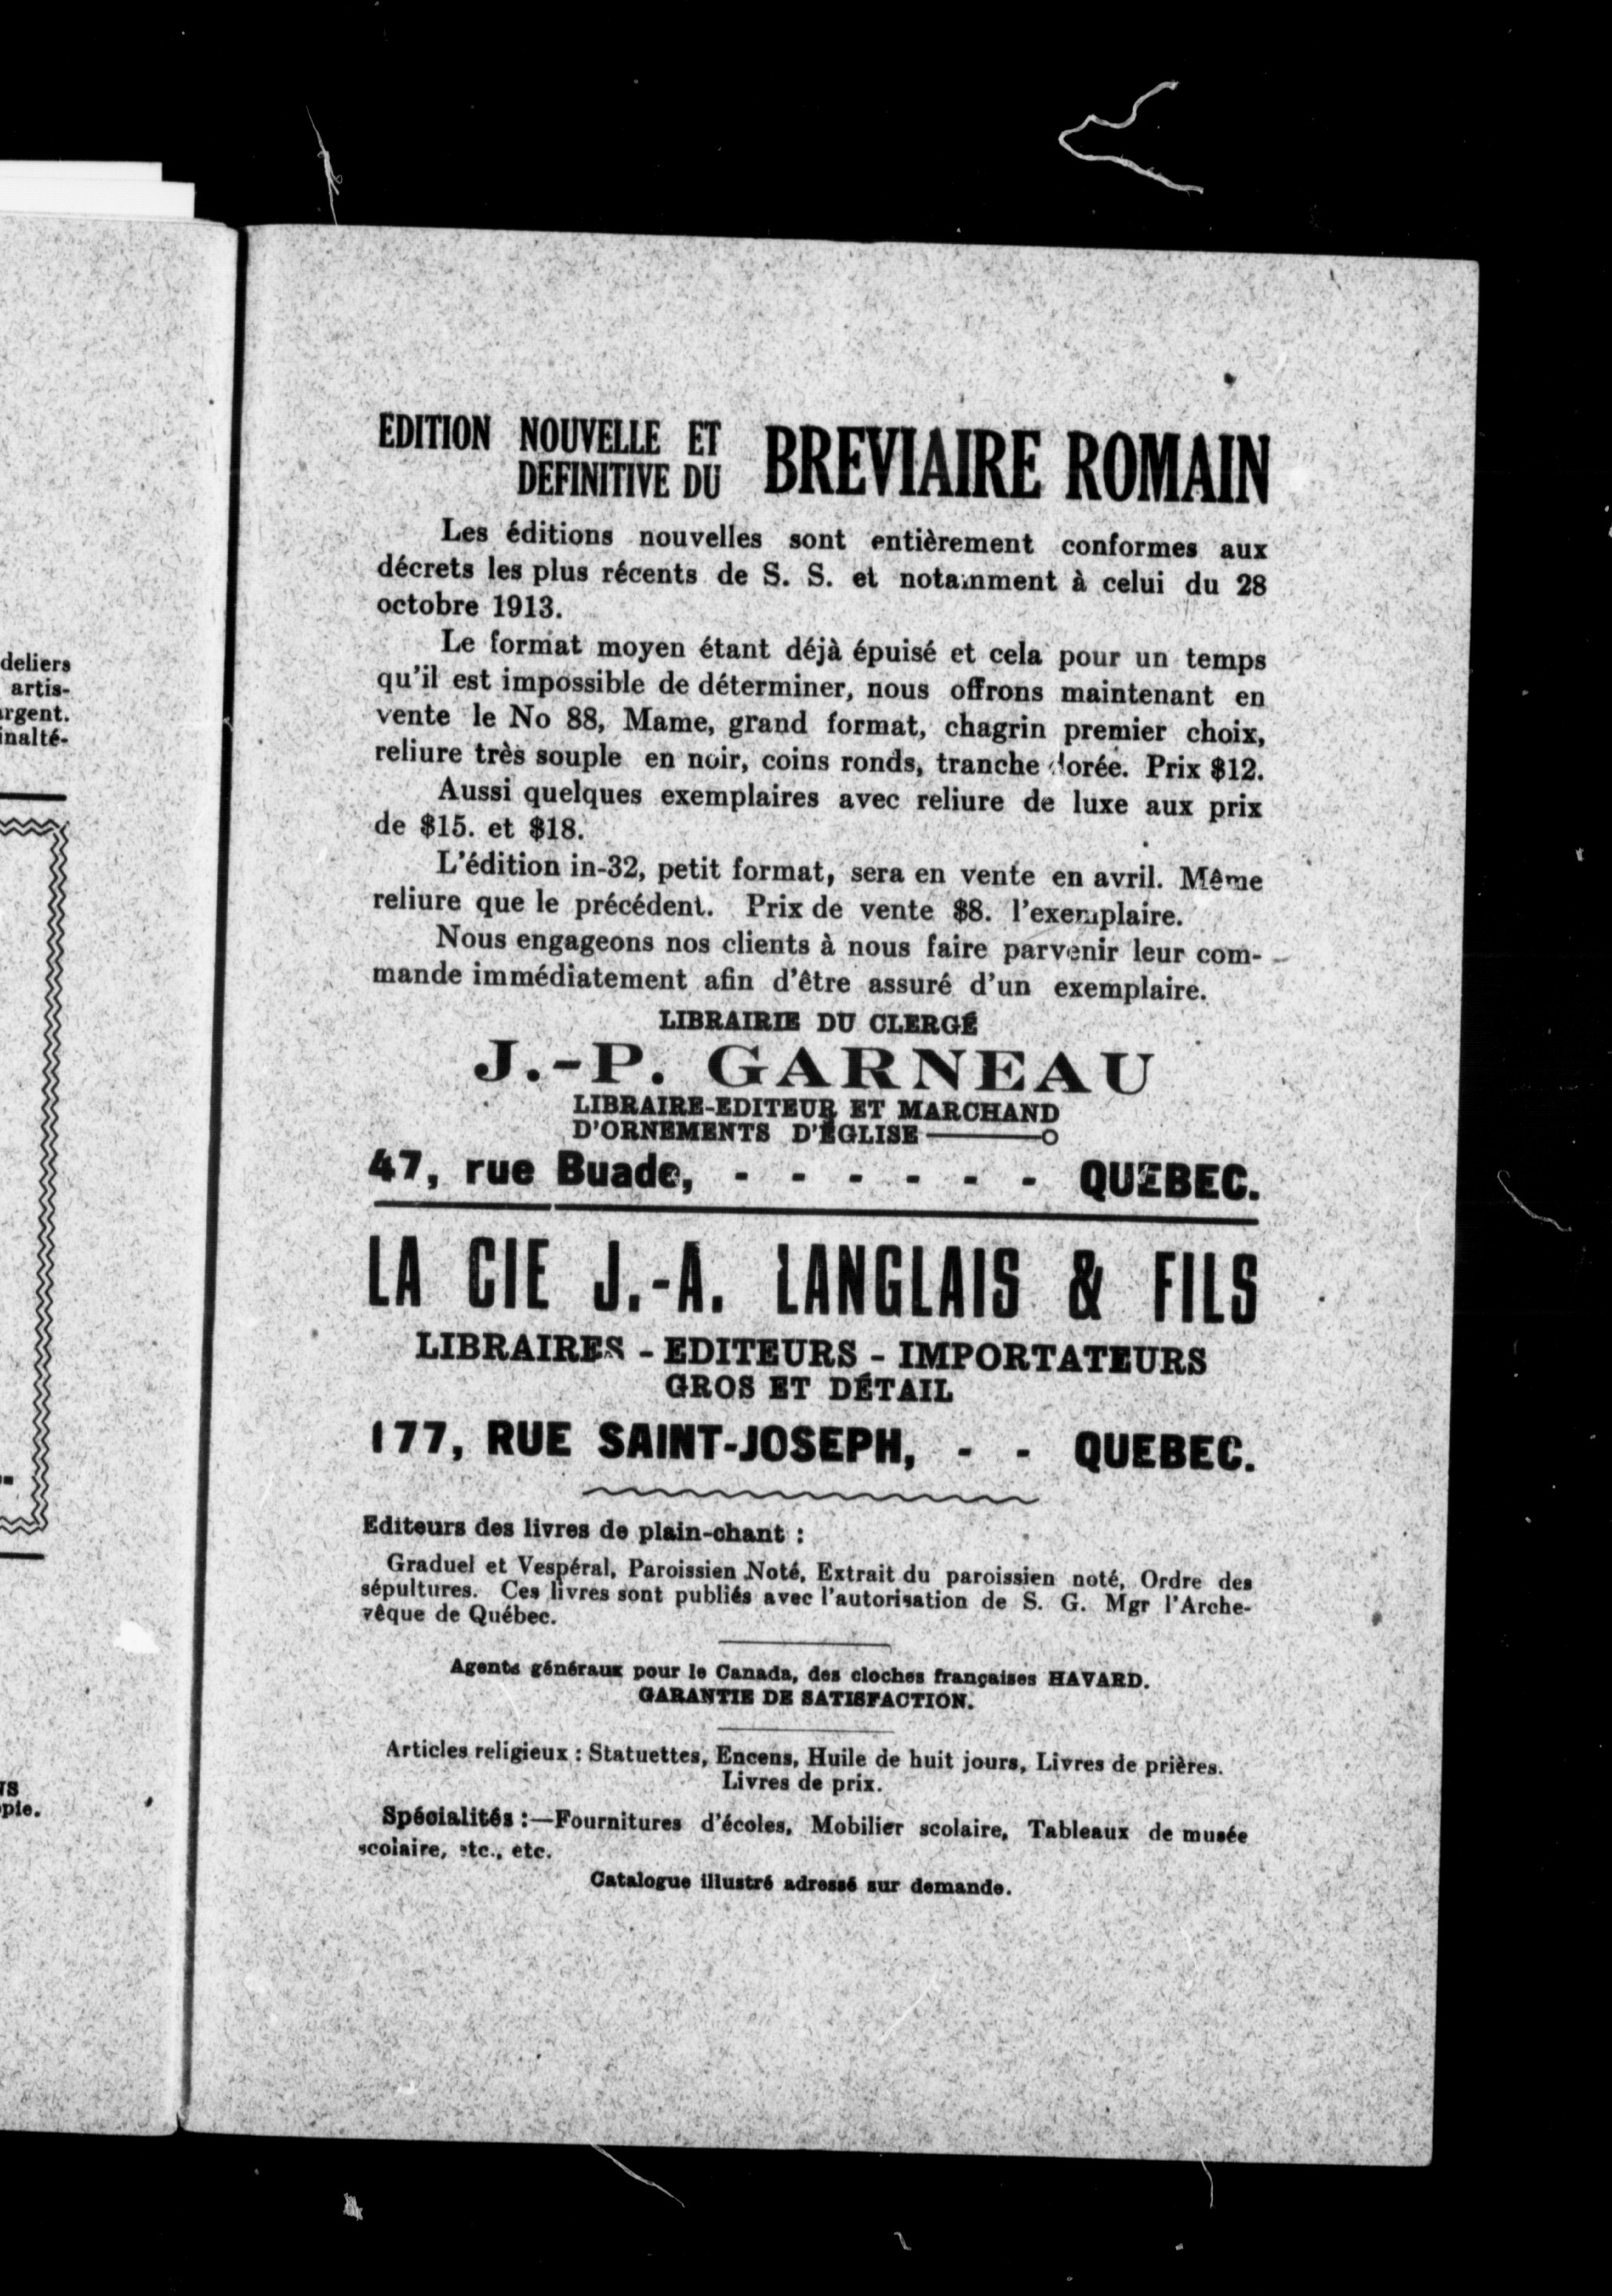 deliers
artis-
rgent.
inalté-
pie.
EDITION NOUVELLE ET
DEFINITIVE DU BREVIAIRE ROMAIN
Les éditions nouvelles sont entièrement conformes aux
décrets les plus récents de S. S. et notamment à celui du 28
octobre 1913.
Le format moyen étant déjà épuisé et cela pour un temps
qu'il est impossible de déterminer, nous offrons maintenant en
vente le No 88, Mame, grand format, chagrin premier choix,
reliure très souple en noir, coins ronds, tranche dorée. Prix $12.
Aussi quelques exemplaires avec reliure de luxe aux prix
de $15. et $18.
L'édition in-32, petit format, sera en vente en avril. Même
reliure que le précédent. Prix de vente $8. l'exemplaire.
Nous engageons nos clients à nous faire parvenir leur com-
mande immédiatement afin d'être assuré d'un exemplaire.
LIBRAIRIE DU CLERGÉ
J.-P. GARNEAU
LIBRAIRE-EDITEUR ET MARCHAND
D'ORNEMENTS D'ÉGLISE
47, rue Buade, - - - - - - QUEBEC.
LA CIE J.-A. LANGLAIS & FILS
LIBRAIRES - EDITEURS - IMPORTATEURS
GROS ET DÉTAIL
177, RUE SAINT-JOSEPH, - - QUEBEC.
Editeurs des livres de plain-chant :
Graduel et Vespéral, Paroissien Noté, Extrait du paroissien noté, Ordre des
sépultures. Ces livres sont publiés avec l'autorisation de S. G. Mgr l'Arche-
vêque de Québec.
Agents généraux pour le Canada, des cloches françaises HAVARD.
GARANTIE DE SATISFACTION.
Articles religieux : Statuettes, Encens, Huile de huit jours, Livres de prières.
Livres de prix.
Spécialités :—Fournitures d'écoles, Mobilier scolaire, Tableaux de musée
scolaire, etc., etc.
Catalogue illustré adressé sur demande.